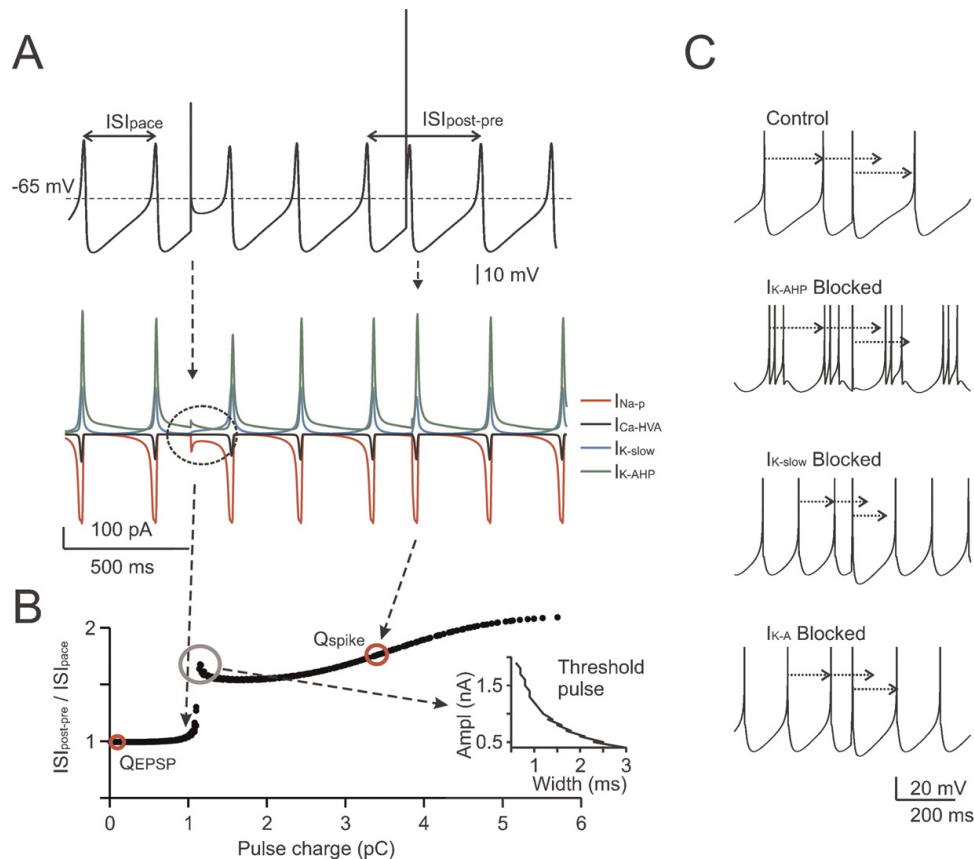 A
ISIpace
ISIpost-pre
-65 mV
10 mV
INa-p
ICa-HVA
IK-slow
IK-AHP
100 pA
500 ms
B
ISIpost-pre / ISIpace
2
1
QEPSP
Qspike
Threshold
pulse
Ampl (nA)
1.5
0.5
1 2 3
Width (ms)
0 1 2 3 4 5 6
Pulse charge (pC)
C
Control
IK-AHP Blocked
IK-slow Blocked
IK-A Blocked
20 mV
200 ms